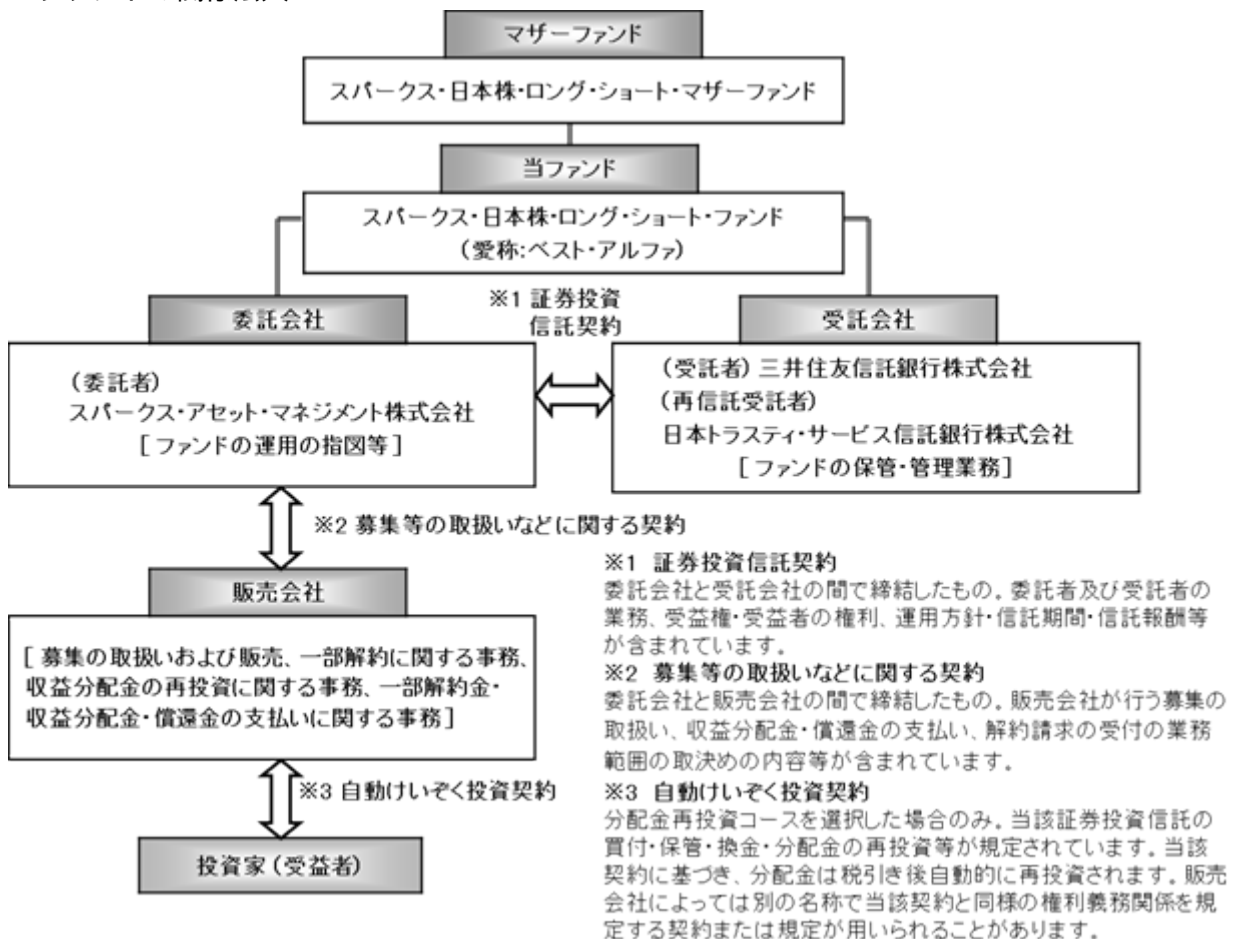 マザーファンド
スパークス・日本株・ロング・ショート・マザーファンド
当ファンド
スパークス・日本株・ロング・ショート・ファンド
(愛称:ベスト・アルファ)
※1 証券投資
信託契約
委託会社
(委託者)
スパークス・アセット・マネジメント株式会社
[ファンドの運用の指図等]
受託会社
(受託者) 三井住友信託銀行株式会社
(再信託受託者)
日本トラスティ・サービス信託銀行株式会社
[ファンドの保管・管理業務]
※2 募集等の取扱いなどに関する契約
販売会社
[ 募集の取扱いおよび販売、一部解約に関する事務、
収益分配金の再投資に関する事務、一部解約金・
収益分配金・償還金の支払いに関する事務]
※3 自動けいぞく投資契約
投資家(受益者)
※1 証券投資信託契約
委託会社と受託会社の間で締結したもの。委託者及び受託者の
業務、受益権・受益者の権利、運用方針・信託期間・信託報酬等
が含まれています。
※2 募集等の取扱いなどに関する契約
委託会社と販売会社の間で締結したもの。販売会社が行う募集の
取扱い、収益分配金・償還金の支払い、解約請求の受付の業務
範囲の取決めの内容等が含まれています。
※3 自動けいぞく投資契約
分配金再投資コースを選択した場合のみ。当該証券投資信託の
買付・保管・換金・分配金の再投資等が規定されています。当該
契約に基づき、分配金は税引き後自動的に再投資されます。販売
会社によっては別の名称で当該契約と同様の権利義務関係を規
定する契約または規定が用いられることがあります。